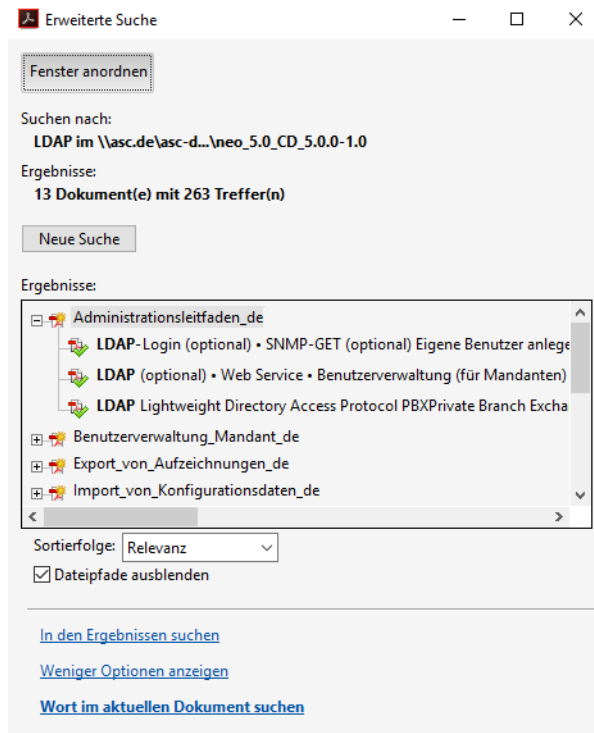 Erweiterte Suche
Fenster anordnen
Suchen nach:
LDAP im \\asc.de\asc-d...\neo_5.0_CD_5.0.0-1.0
Ergebnisse:
13 Dokument(e) mit 263 Treffer(n)
Neue Suche
Ergebnisse:
Administrationsleitfaden_de
LDAP-Login (optional) • SNMP-GET (optional) Eigene Benutzer anlege
LDAP (optional) • Web Service • Benutzerverwaltung (für Mandanten)
LDAP Lightweight Directory Access Protocol PBXPrivate Branch Excha
Benutzerverwaltung_Mandant_de
Export_von_Aufzeichnungen_de
Import_von_Konfigurationsdaten_de
Sortierfolge: Relevanz
Dateipfade ausblenden
In den Ergebnissen suchen
Weniger Optionen anzeigen
Wort im aktuellen Dokument suchen